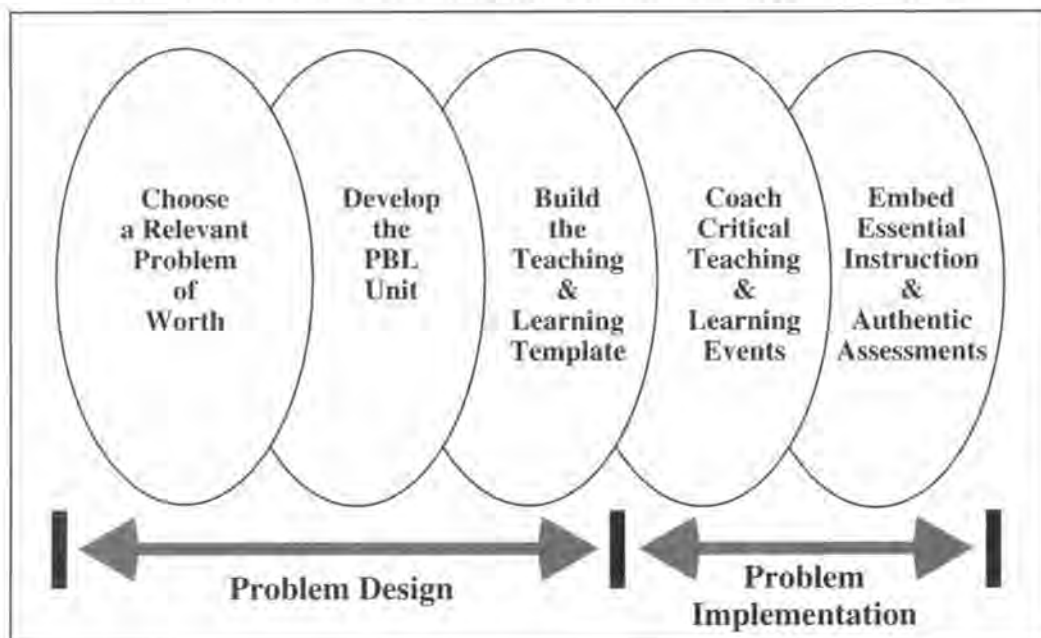 Choose
a Relevant
Problem
of
Worth
Develop
the
PBL
Unit
Build
the
Teaching
&
Learning
Template
Coach
Critical
Teaching
&
Learning
Events
Embed
Essential
Instruction
&
Authentic
Assessments
Problem Design
Problem
Implementation